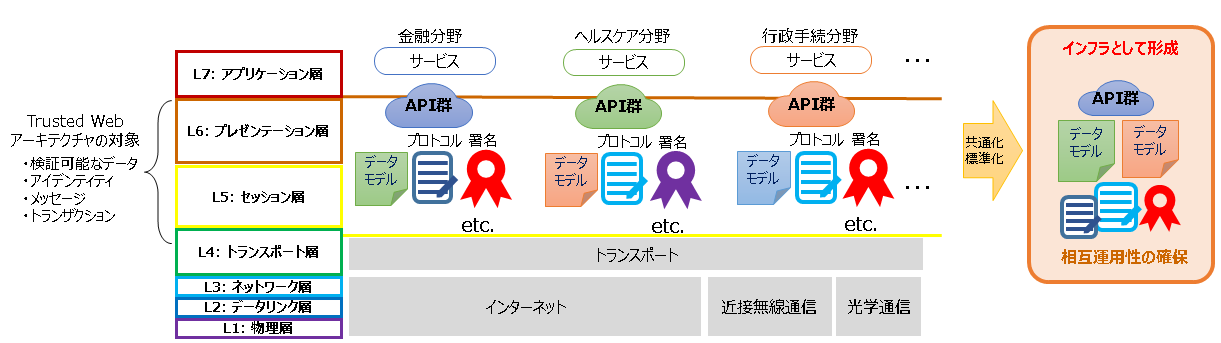 Trusted Web
アーキテクチャの対象
・検証可能なデータ
・アイデンティティ
・メッセージ
・トランザクション
L7: アプリケーション層
L6: プレゼンテーション層
L5: セッション層
L4: トランスポート層
L3: ネットワーク層
L2: データリンク層
L1: 物理層
金融分野
サービス
API群
プロトコル 署名
データ
モデル
etc.
ヘルスケア分野
サービス
API群
プロトコル 署名
データ
モデル
etc.
行政手続分野
サービス
API群
プロトコル 署名
データ
モデル
etc.
・・・
・・・
トランスポート
インターネット
近接無線通信
光学通信
共通化
標準化
インフラとして形成
API群
データ
モデル
データ
モデル
相互運用性の確保